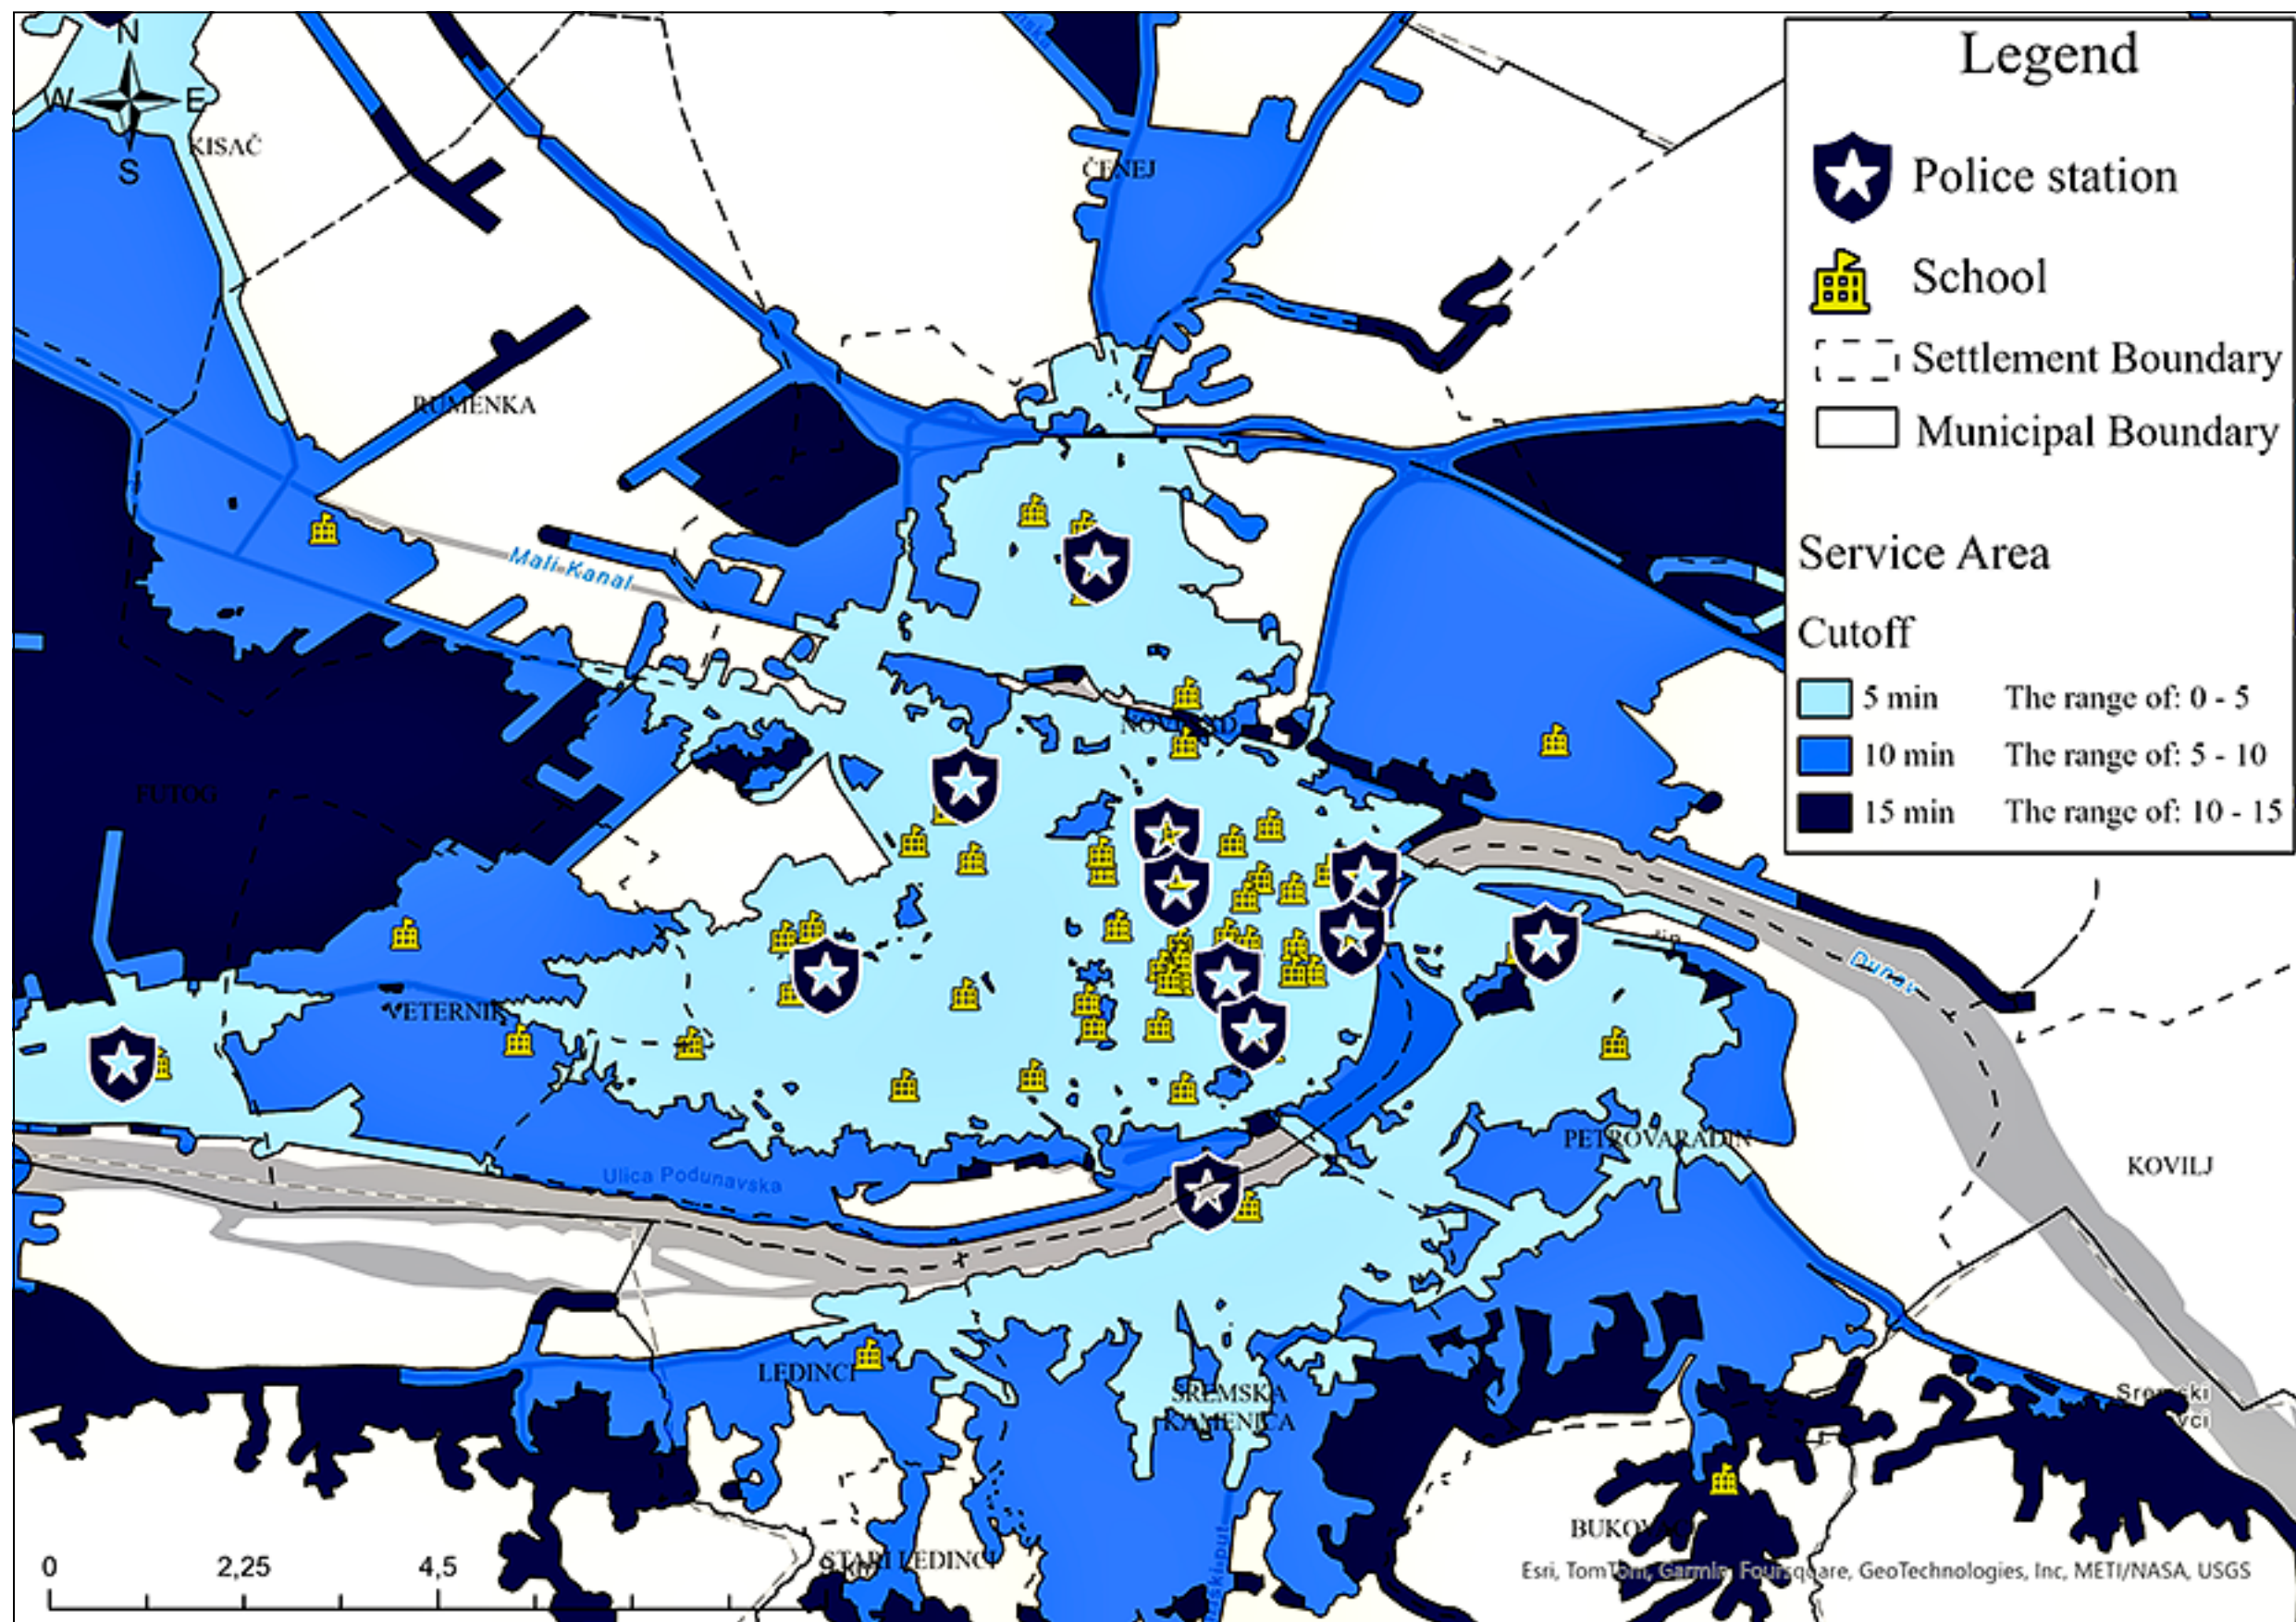 N
W E
S
KISAČ
ČENEJ
RUMENKA
Mali Kanal
FUTOG
VETERNIK
Dunav
PETROVARADIN
KOVILJ
Ulica Podunavska
LEDINCI
SREMSKA
KAMENICA
STARI LEDINCI
Sremski
Legend
Police station
School
Settlement Boundary
Municipal Boundary
Service Area
Cutoff
5 min The range of: 0 - 5
10 min The range of: 5 - 10
15 min The range of: 10 - 15
0 2,25 4,5
Esri, TomTom, Garmin, Foursquare, GeoTechnologies, Inc, METI/NASA, USGS